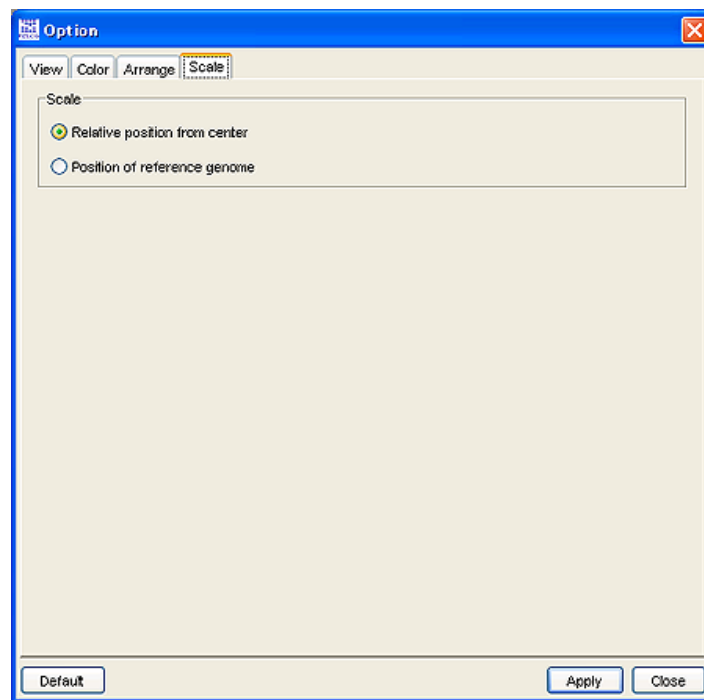 Option
View Color Arrange Scale
Scale
Relative position from center
Position of reference genome
Default Apply Close